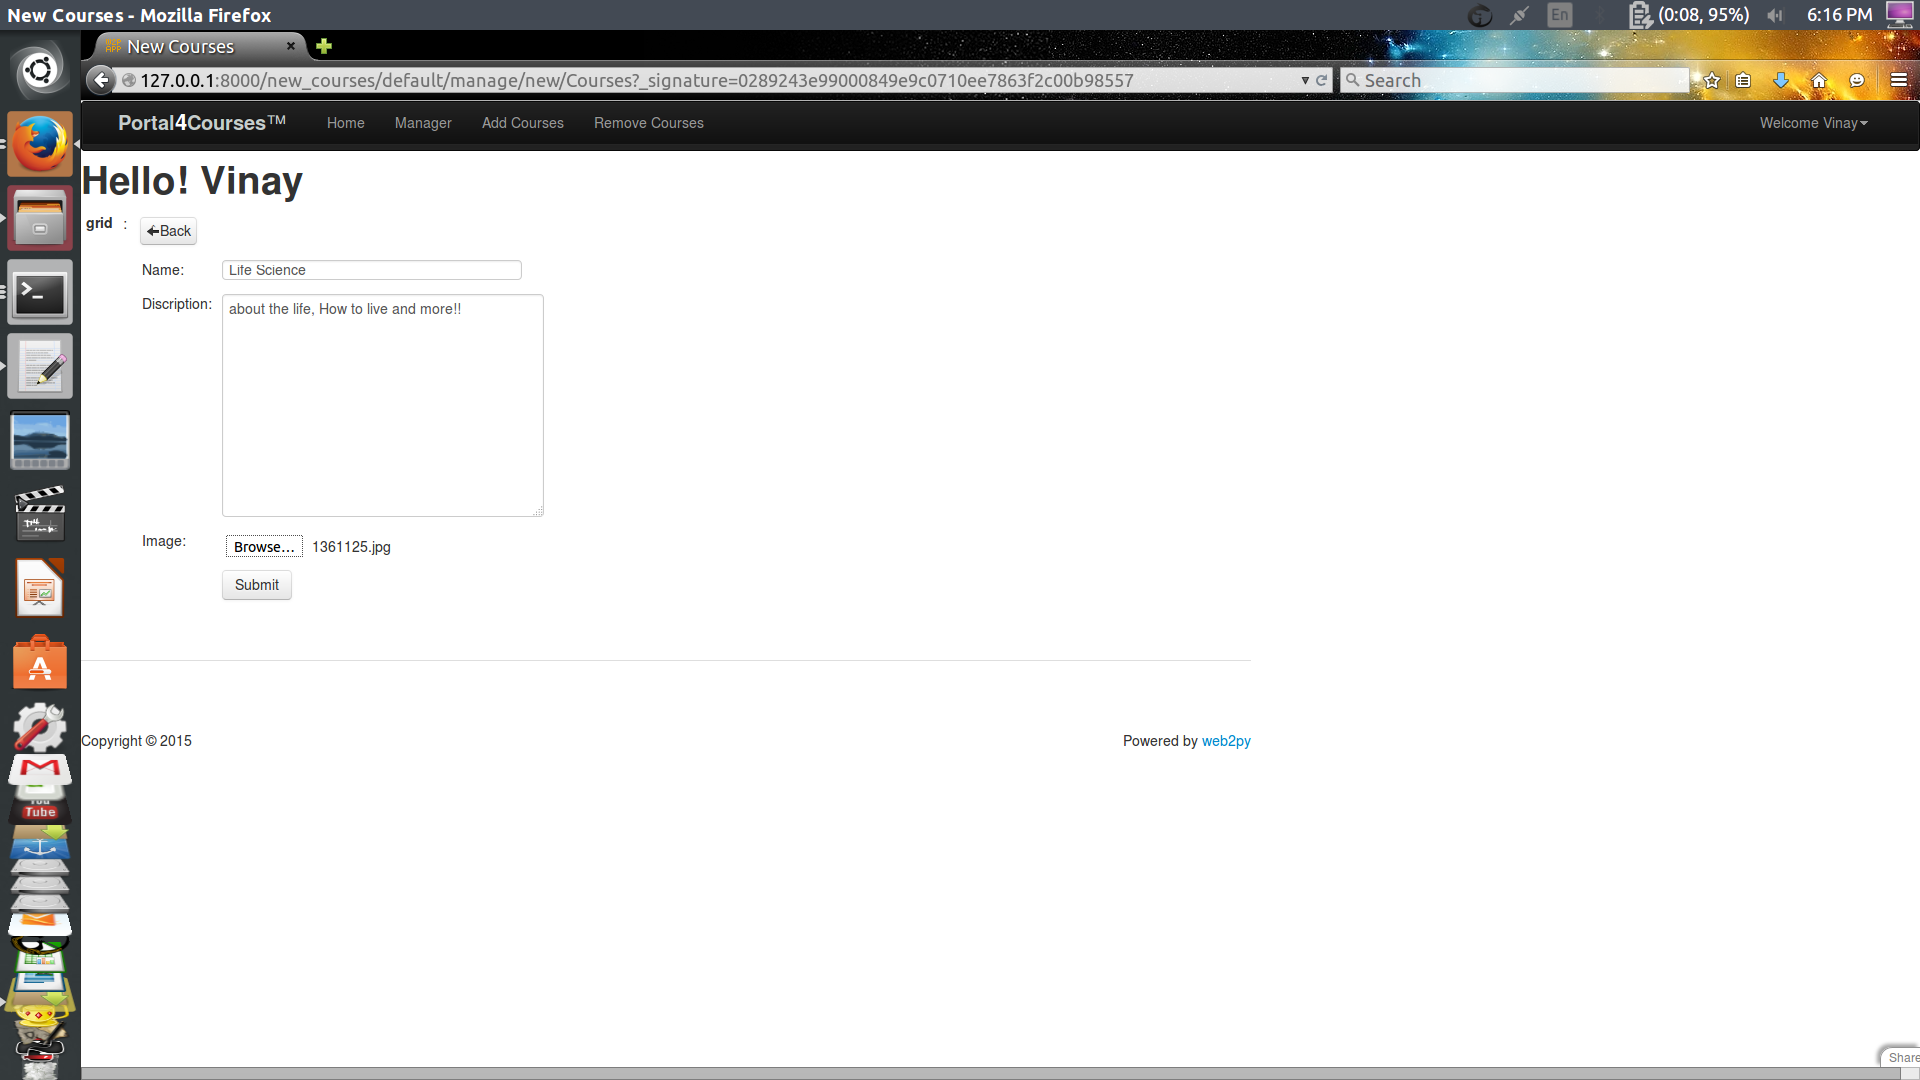 New Courses - Mozilla Firefox
En (0:08, 95%) 6:16 PM
New Courses
127.0.0.1:8000/new_courses/default/manage/new/Courses?_signature=0289243e99000849e9c0710ee7863f2c00b98557
Search
Portal4Courses™ Home Manager Add Courses Remove Courses Welcome Vinay
Hello! Vinay
grid : Back
Name: Life Science
Discription: about the life, How to live and more!!
Image: Browse... 1361125.jpg
Submit
Copyright © 2015 Powered by web2py
You
Tube
Share